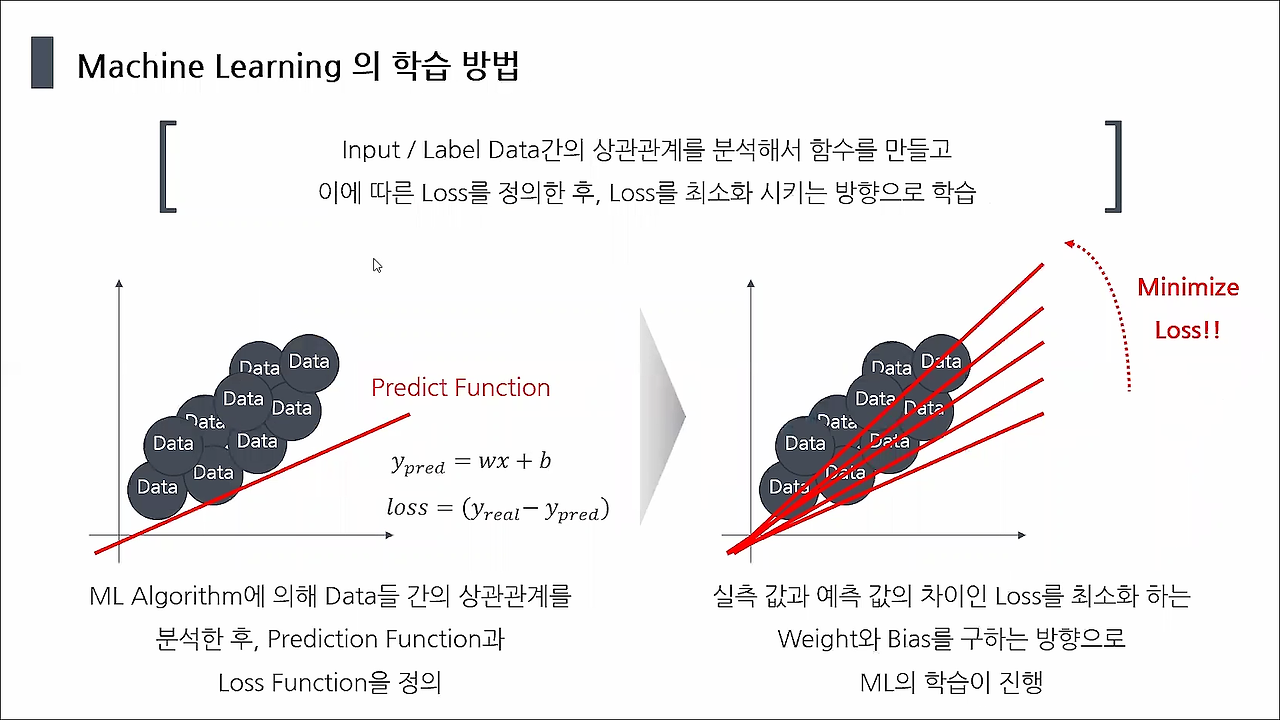 Machine Learning 의 학습 방법
Input / Label Data간의 상관관계를 분석해서 함수를 만들고
이에 따른 Loss를 정의한 후, Loss를 최소화 시키는 방향으로 학습
Data
Data
Data
Data
Data
Data
Data
Data
Data
Predict Function
y_pred = wx + b
loss = (y_real − y_pred)
ML Algorithm에 의해 Data들 간의 상관관계를
분석한 후, Prediction Function과
Loss Function을 정의
Minimize
Loss!!
Data
Data
Data
Data
Data
Data
Data
Data
Data
실측 값과 예측 값의 차이인 Loss를 최소화 하는
Weight와 Bias를 구하는 방향으로
ML의 학습이 진행